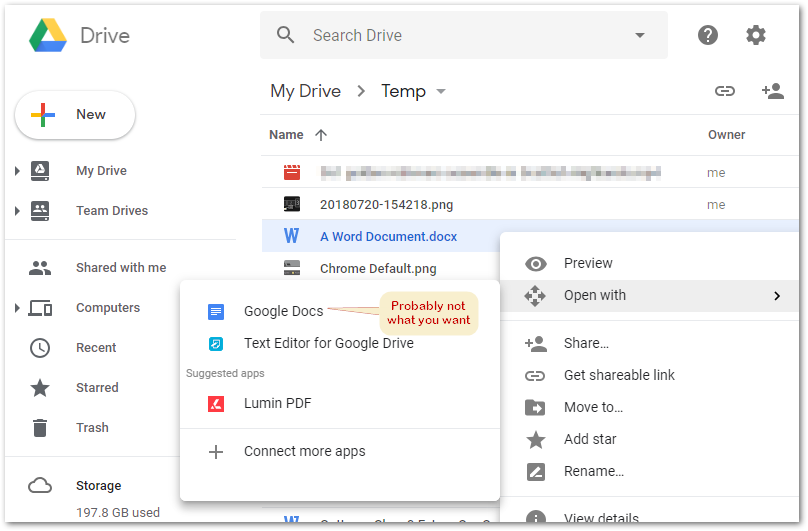 Drive
Search Drive
New
My Drive
Team Drives
Shared with me
Computers
Recent
Starred
Trash
Storage
197.8 GB used
My Drive > Temp
Name
Owner
me
20180720-154218.png
me
A Word Document.docx
Chrome Default.png
Google Docs
Probably not
what you want
Text Editor for Google Drive
Suggested apps
Lumin PDF
Connect more apps
Preview
Open with
Share...
Get shareable link
Move to...
Add star
Rename...
View details